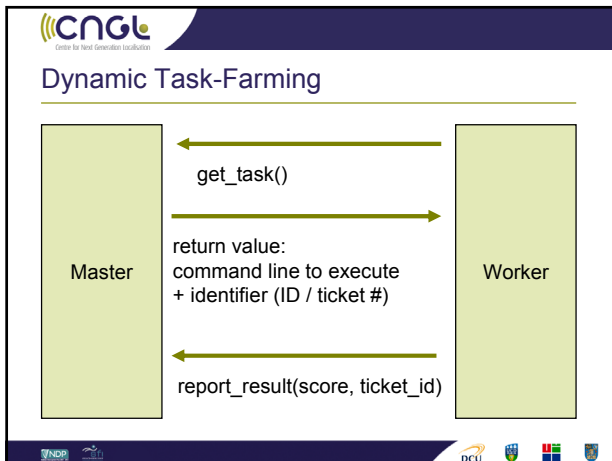 CNGL
Centre for Next Generation Localisation
Dynamic Task-Farming
get_task()
Master
return value:
command line to execute
+ identifier (ID / ticket #)
Worker
report_result(score, ticket_id)
NDP
DCU